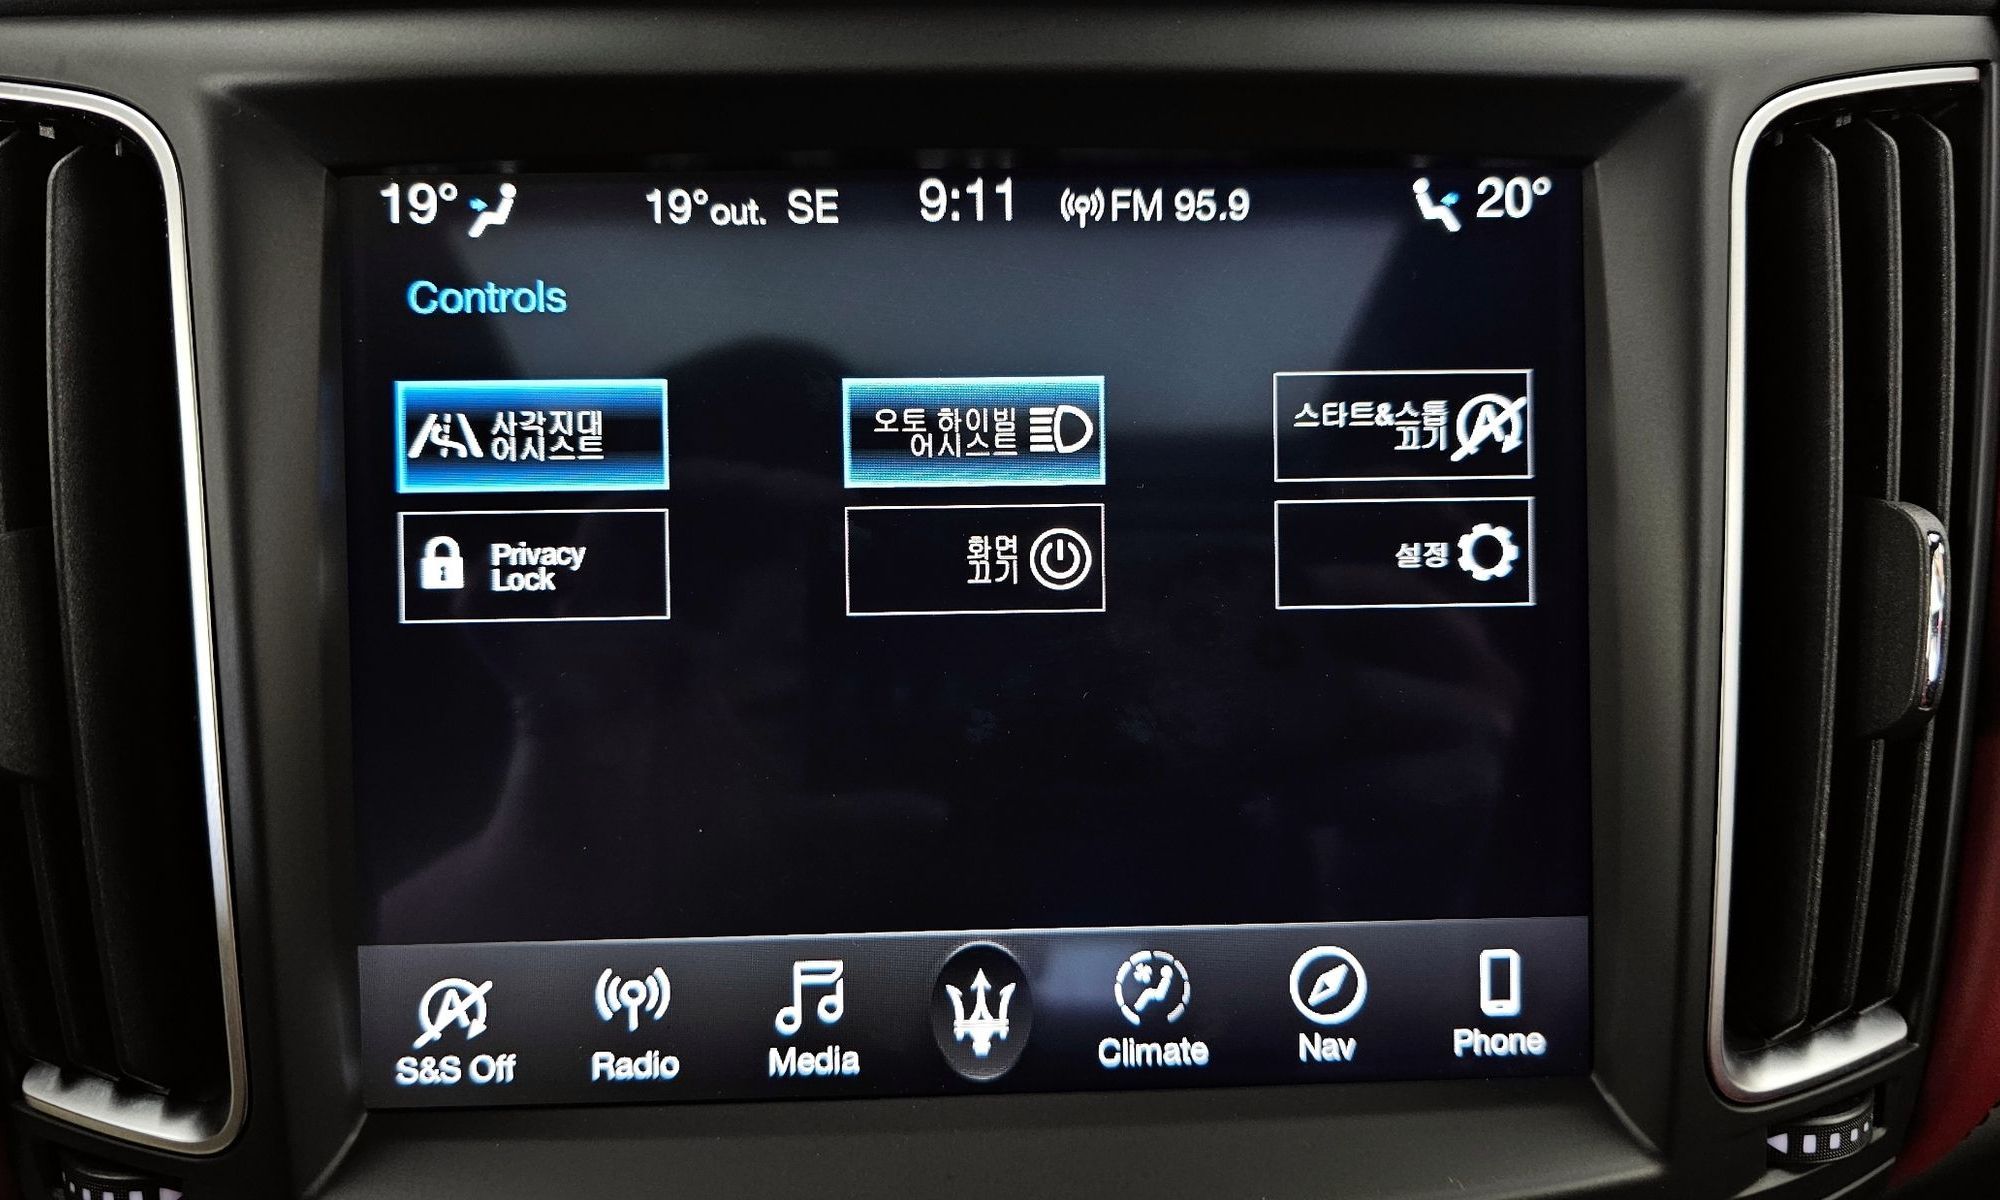 19° 19°out. SE 9:11 FM 95.9 20°
Controls
사각지대
어시스트
오토 하이빔
어시스트
스타트&스톱
끄기
Privacy
Lock
화면
끄기
설정
S&S Off Radio Media Climate Nav Phone